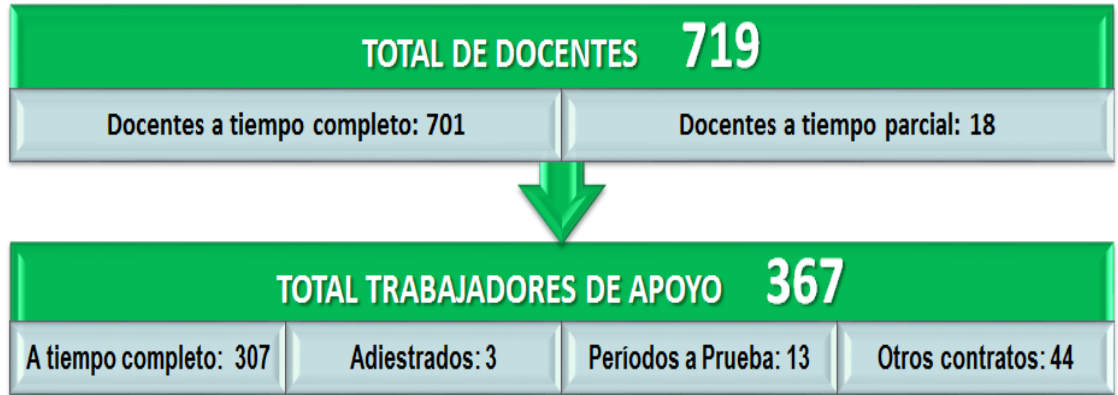 TOTAL DE DOCENTES 719
Docentes a tiempo completo: 701
Docentes a tiempo parcial: 18
TOTAL TRABAJADORES DE APOYO 367
A tiempo completo: 307
Adiestrados: 3
Períodos a Prueba: 13
Otros contratos: 44